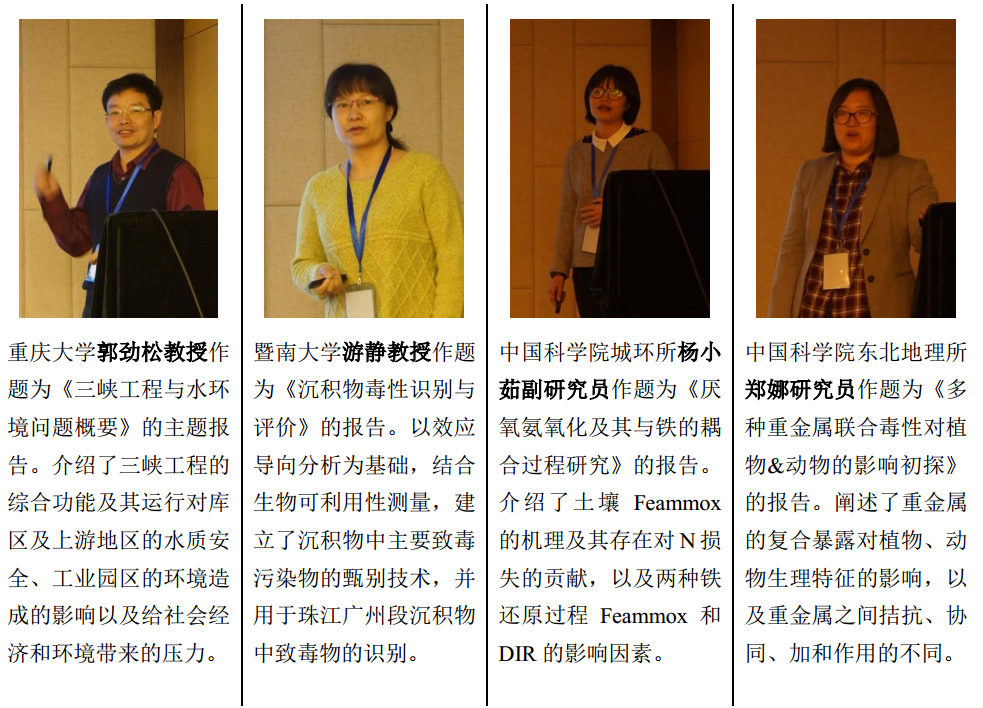 重庆大学郭劲松教授作
题为《三峡工程与水环
境问题概要》的主题报
告。介绍了三峡工程的
综合功能及其运行对库
区及上游地区的水质安
全、工业园区的环境造
成的影响以及给社会经
济和环境带来的压力。
暨南大学游静教授作题
为《沉积物毒性识别与
评价》的报告。以效应
导向分析为基础，结合
生物可利用性测量，建
立了沉积物中主要致毒
污染物的甄别技术，并
用于珠江广州段沉积物
中致毒物的识别。
中国科学院城环所杨小
茹副研究员作题为《厌
氧氨氧化及其与铁的耦
合过程研究》的报告。
介绍了土壤 Feammox
的机理及其存在对 N 损
失的贡献，以及两种铁
还原过程 Feammox 和
DIR 的影响因素。
中国科学院东北地理所
郑娜研究员作题为《多
种重金属联合毒性对植
物&动物的影响初探》
的报告。阐述了重金属
的复合暴露对植物、动
物生理特征的影响，以
及重金属之间拮抗、协
同、加和作用的不同。